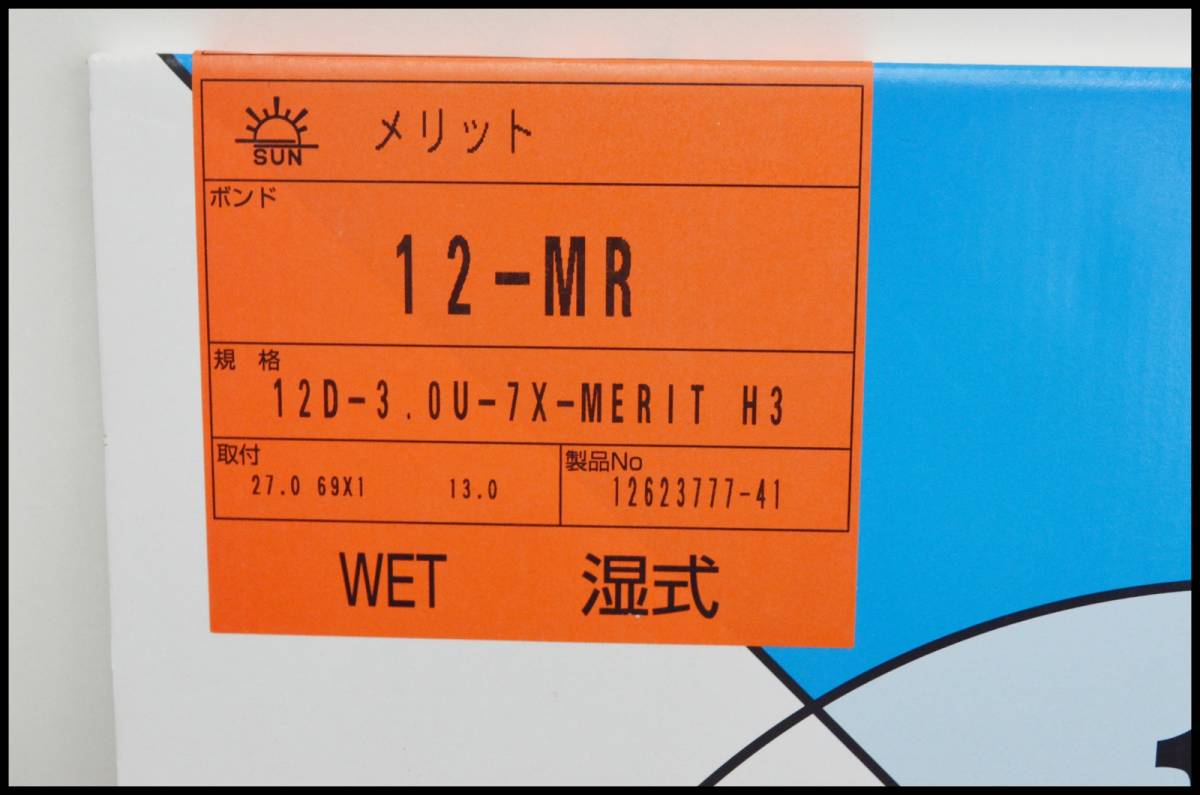 SUN メリット
ボンド
12-MR
規 格
12D-3.0U-7X-MERIT H3
取付
27.0 69X1 13.0
製品No
12623777-41
WET 湿式